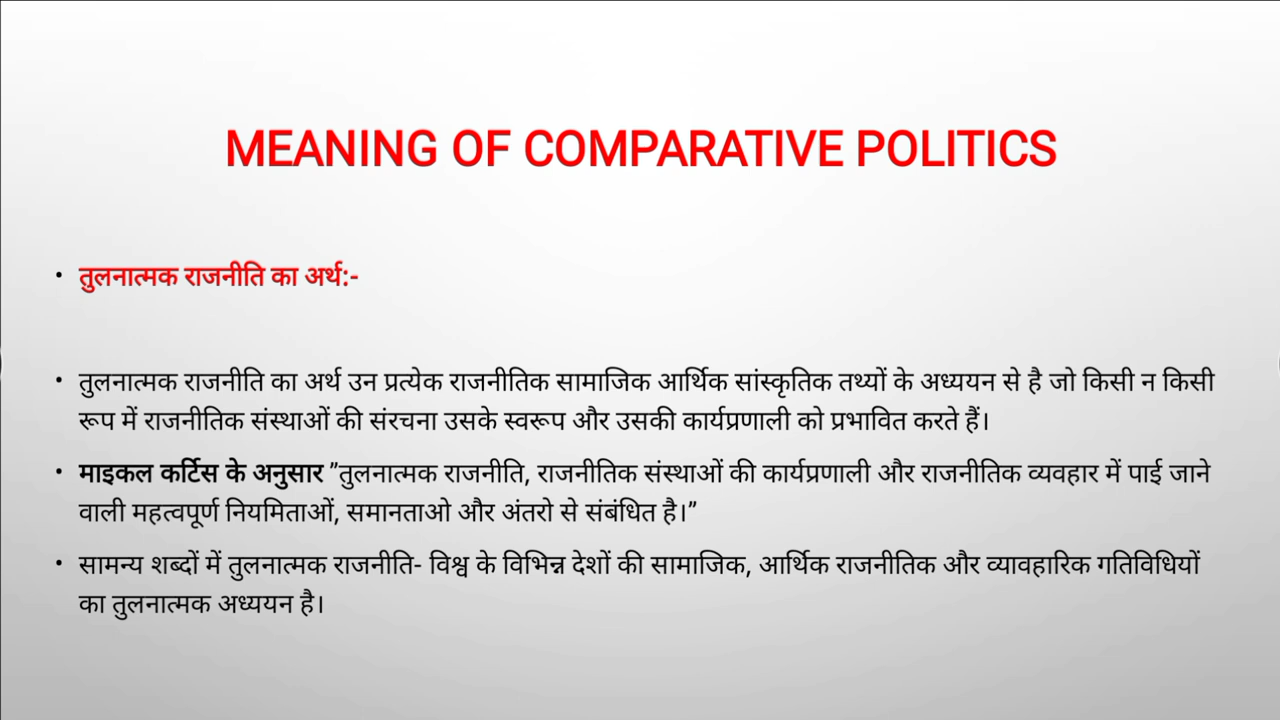 MEANING OF COMPARATIVE POLITICS
• तुलनात्मक राजनीति का अर्थ:-
• तुलनात्मक राजनीति का अर्थ उन प्रत्येक राजनीतिक सामाजिक आर्थिक सांस्कृतिक तथ्यों के अध्ययन से है जो किसी न किसी
रूप में राजनीतिक संस्थाओं की संरचना उसके स्वरूप और उसकी कार्यप्रणाली को प्रभावित करते हैं।
• माइकल कर्टिस के अनुसार ”तुलनात्मक राजनीति, राजनीतिक संस्थाओं की कार्यप्रणाली और राजनीतिक व्यवहार में पाई जाने
वाली महत्वपूर्ण नियमिताओं, समानताओ और अंतरो से संबंधित है।”
• सामन्य शब्दों में तुलनात्मक राजनीति- विश्व के विभिन्न देशों की सामाजिक, आर्थिक राजनीतिक और व्यावहारिक गतिविधियों
का तुलनात्मक अध्ययन है।